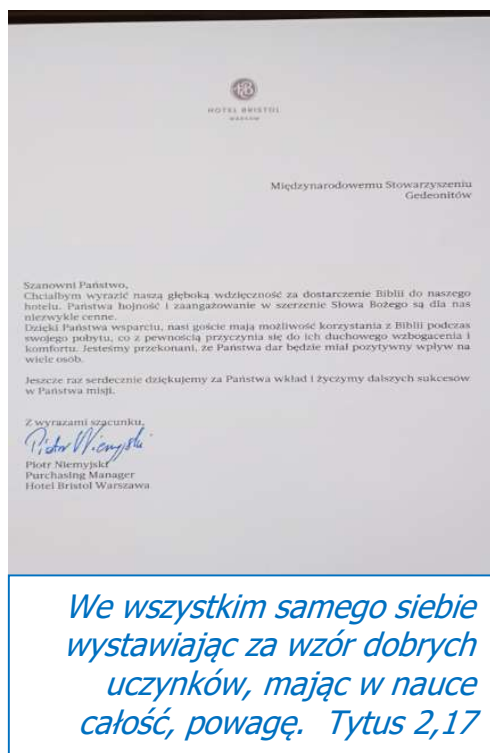 HB
HOTEL BRISTOL
WARSAW
Międzynarodowemu Stowarzyszeniu
Gedeonitów
Szanowni Państwo,
Chciałbym wyrazić naszą głęboką wdzięczność za dostarczenie Biblii do naszego
hotelu. Państwa hojność i zaangażowanie w szerzenie Słowa Bożego są dla nas
niezwykle cenne.
Dzięki Państwa wsparciu, nasi goście mają możliwość korzystania z Biblii podczas
swojego pobytu, co z pewnością przyczynia się do ich duchowego wzbogacenia i
komfortu. Jesteśmy przekonani, że Państwa dar będzie miał pozytywny wpływ na
wiele osób.
Jeszcze raz serdecznie dziękujemy za Państwa wkład i życzymy dalszych sukcesów
w Państwa misji.
Z wyrazami szacunku,
Piotr Niemyjski
Piotr Niemyjski
Purchasing Manager
Hotel Bristol Warszawa
We wszystkim samego siebie
wystawiając za wzór dobrych
uczynków, mając w nauce
całość, powagę. Tytus 2,17